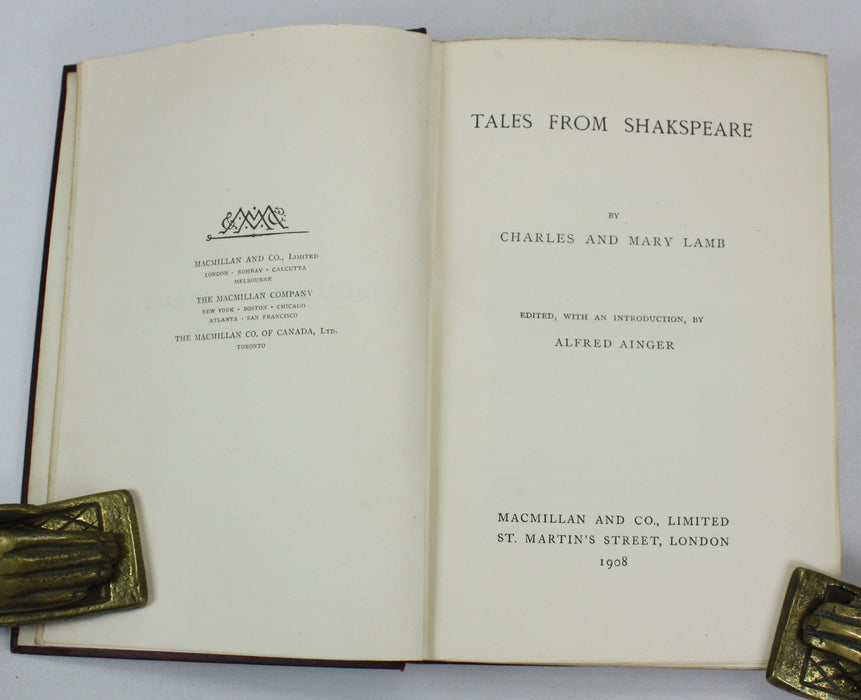 MACMILLAN AND CO., LIMITED
LONDON · BOMBAY · CALCUTTA
MELBOURNE
THE MACMILLAN COMPANY
NEW YORK · BOSTON · CHICAGO
ATLANTA · SAN FRANCISCO
THE MACMILLAN CO. OF CANADA, LTD.
TORONTO
TALES FROM SHAKSPEARE
BY
CHARLES AND MARY LAMB
EDITED, WITH AN INTRODUCTION, BY
ALFRED AINGER
MACMILLAN AND CO., LIMITED
ST. MARTIN'S STREET, LONDON
1908